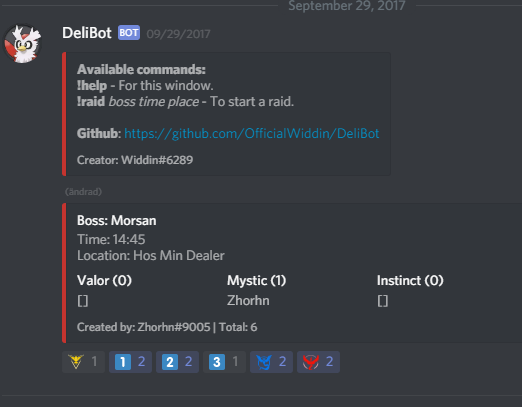 September 29, 2017
DeliBot BOT 09/29/2017
Available commands:
!help - For this window.
!raid boss time place - To start a raid.
Github: https://github.com/OfficialWiddin/DeliBot
Creator: Widdin#6289
(ändrad)
Boss: Morsan
Time: 14:45
Location: Hos Min Dealer
Valor (0) Mystic (1) Instinct (0)
[] Zhorhn []
Created by: Zhorhn#9005 | Total: 6
1 1 2 2 2 3 1 2 2